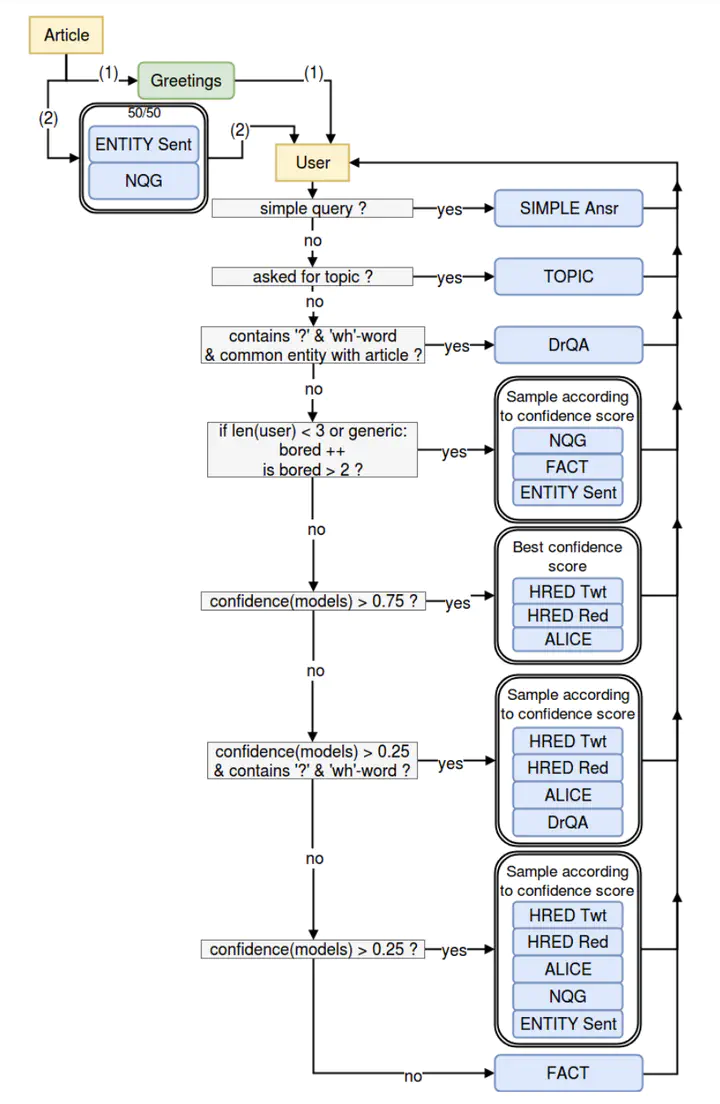 Article
(1)
Greetings
(1)
(2)
50/50
ENTITY Sent
NQG
(2)
User
simple query ?
yes
SIMPLE Ansr
no
asked for topic ?
yes
TOPIC
no
contains '?' & 'wh'-word
& common entity with article ?
yes
DrQA
no
if len(user) < 3 or generic:
bored ++
is bored > 2 ?
yes
Sample according
to confidence score
NQG
FACT
ENTITY Sent
no
confidence(models) > 0.75 ?
yes
Best confidence
score
HRED Twt
HRED Red
ALICE
no
confidence(models) > 0.25
& contains '?' & 'wh'-word ?
yes
Sample according
to confidence score
HRED Twt
HRED Red
ALICE
DrQA
no
confidence(models) > 0.25 ?
yes
Sample according
to confidence score
HRED Twt
HRED Red
ALICE
NQG
ENTITY Sent
no
FACT